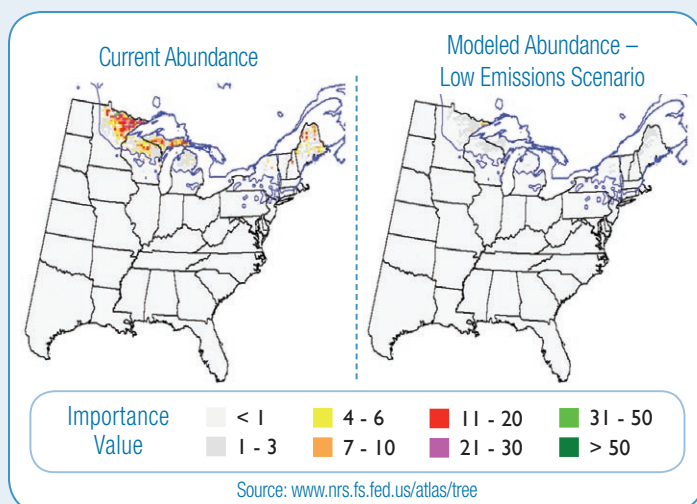 Current Abundance
Modeled Abundance –
Low Emissions Scenario
Importance
Value
< 1
4 - 6
11 - 20
31 - 50
1 - 3
7 - 10
21 - 30
> 50
Source: www.nrs.fs.fed.us/atlas/tree